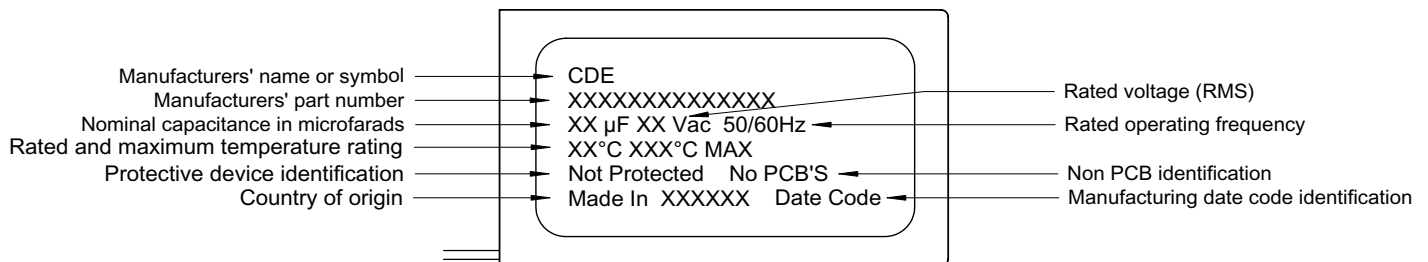 Manufacturers' name or symbol
Manufacturers' part number
Nominal capacitance in microfarads
Rated and maximum temperature rating
Protective device identification
Country of origin
CDE
XXXXXXXXXXXXXX
XX µF XX Vac 50/60Hz
XX°C XXX°C MAX
Not Protected No PCB'S
Made In XXXXXX Date Code
Rated voltage (RMS)
Rated operating frequency
Non PCB identification
Manufacturing date code identification